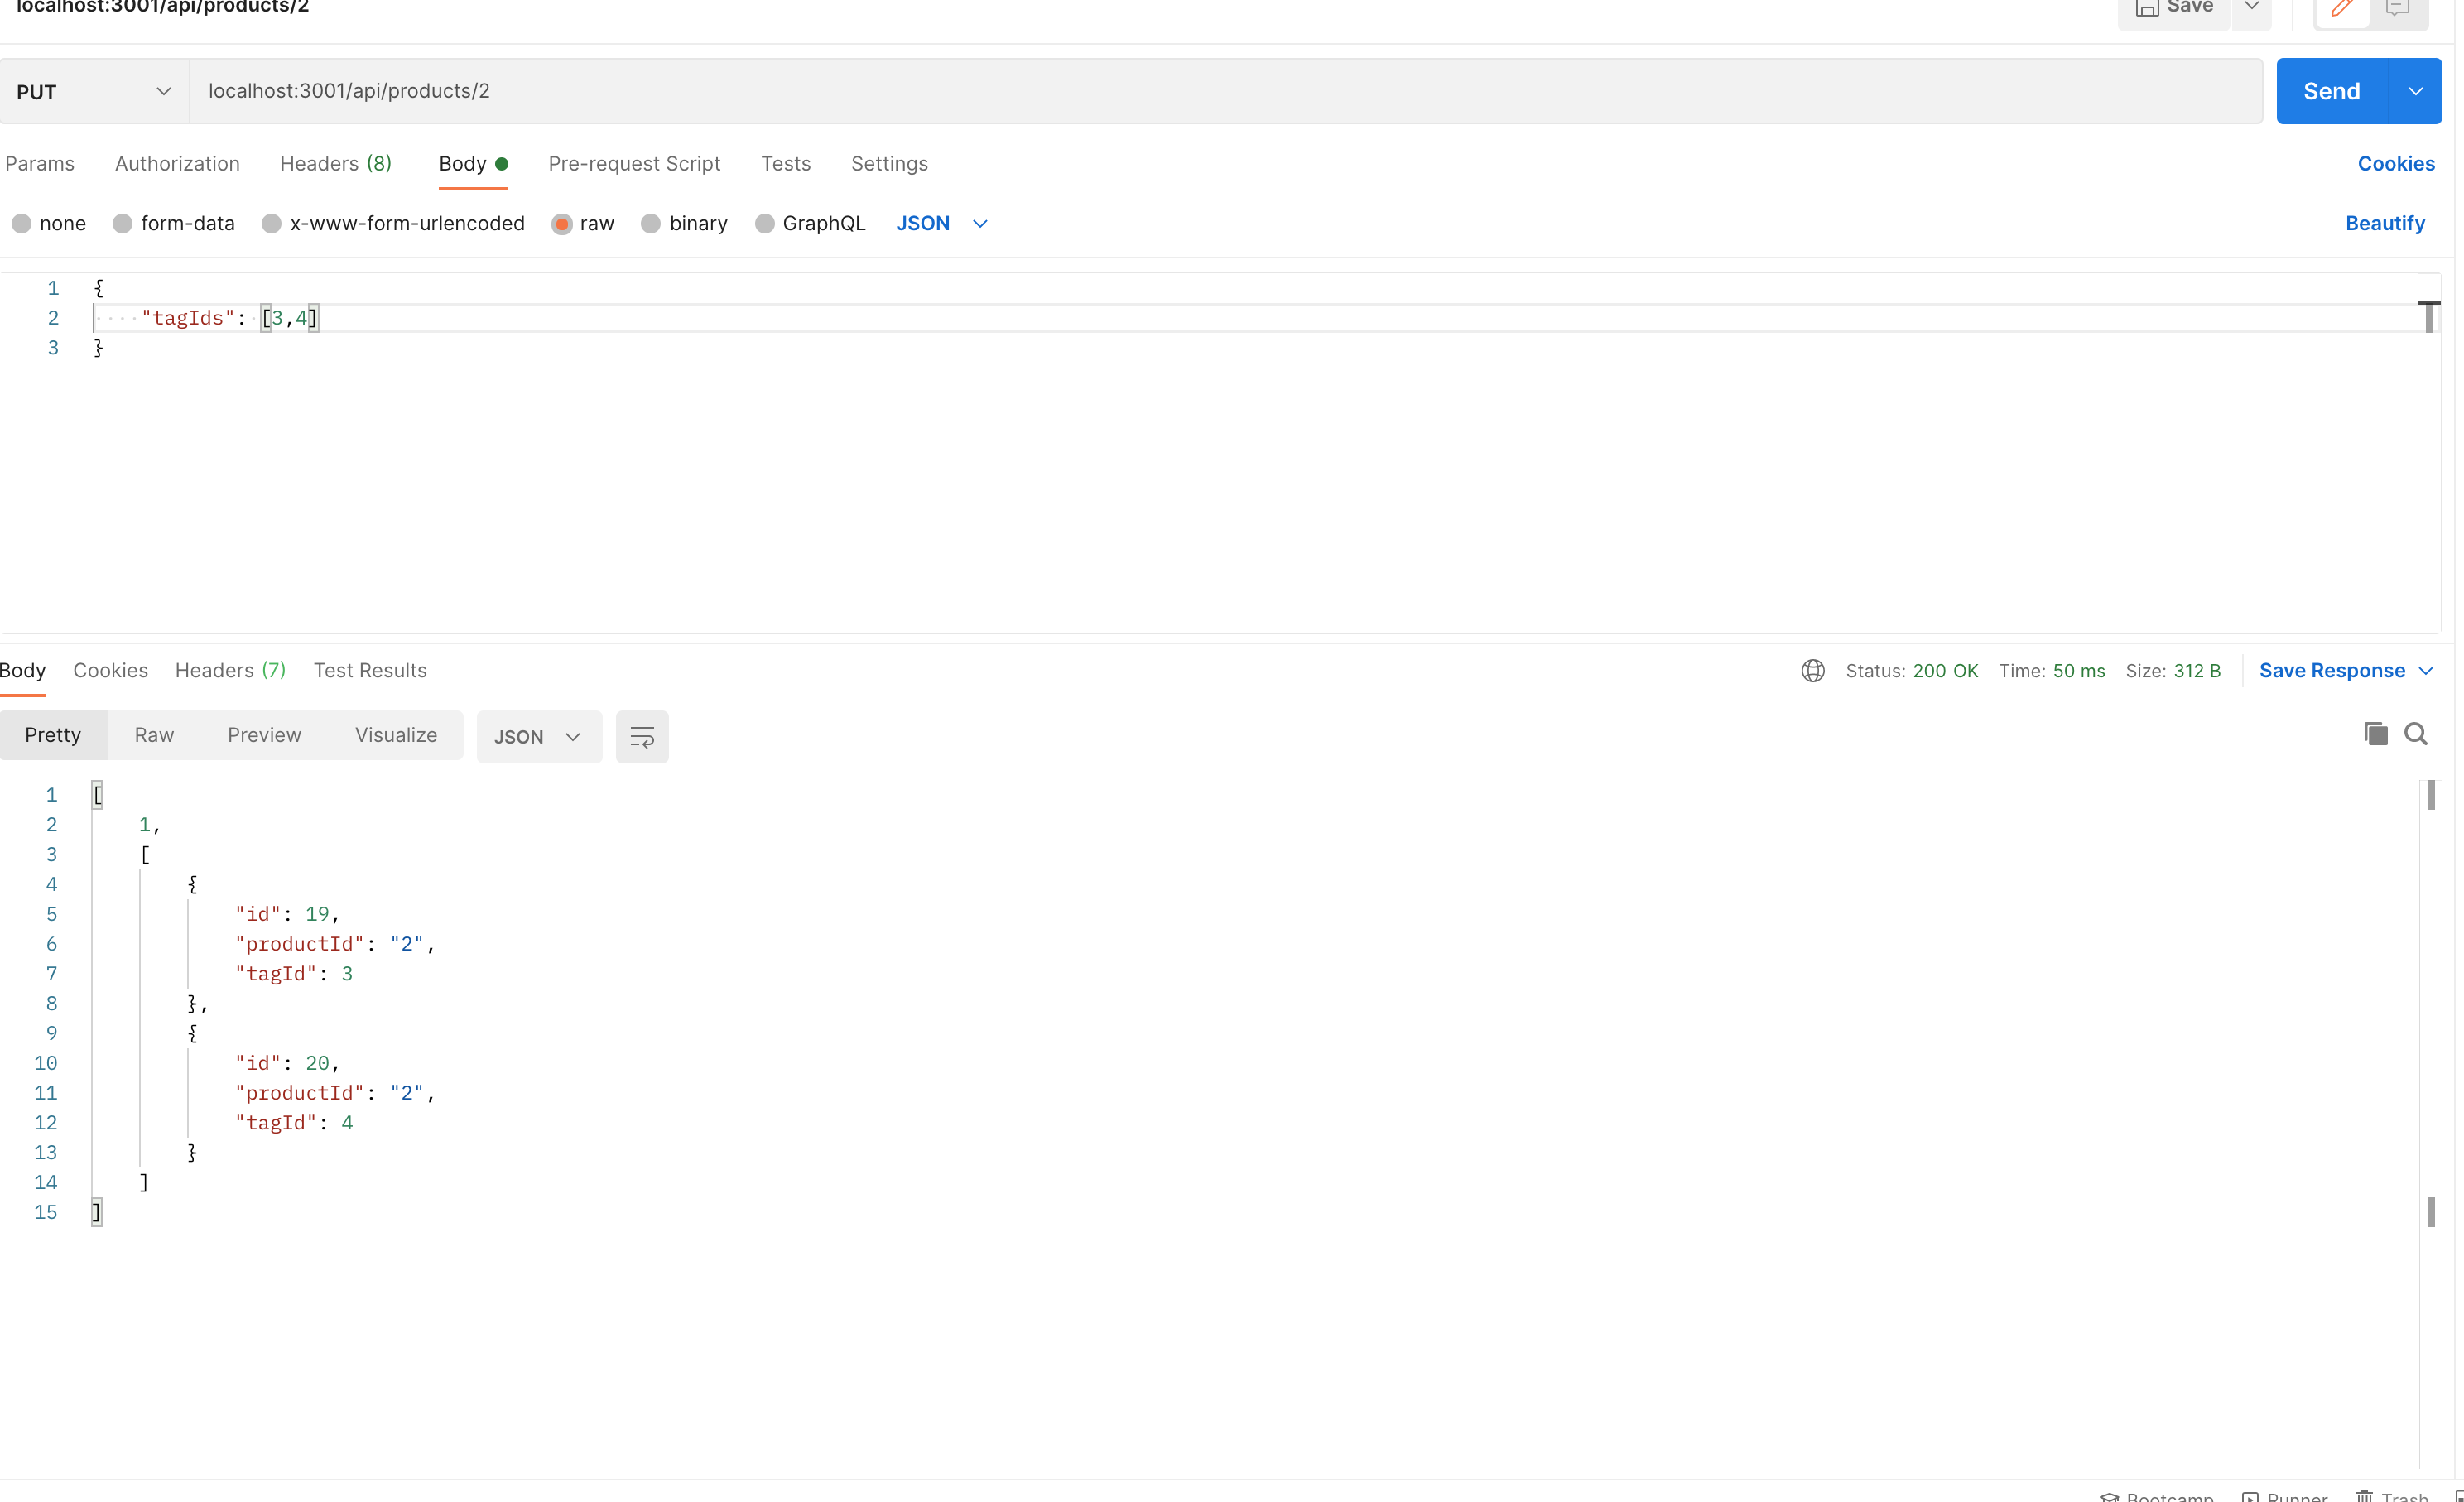 localhost:3001/api/products/2
Save
PUT
localhost:3001/api/products/2
Send
Params Authorization Headers (8) Body Pre-request Script Tests Settings Cookies
none form-data x-www-form-urlencoded raw binary GraphQL JSON Beautify
1 {
2 "tagIds": [3,4]
3 }
Body Cookies Headers (7) Test Results Status: 200 OK Time: 50 ms Size: 312 B Save Response
Pretty Raw Preview Visualize JSON
1 [
2 1,
3 [
4 {
5 "id": 19,
6 "productId": "2",
7 "tagId": 3
8 },
9 {
10 "id": 20,
11 "productId": "2",
12 "tagId": 4
13 }
14 ]
15 ]
Bootcamp Runner Trash